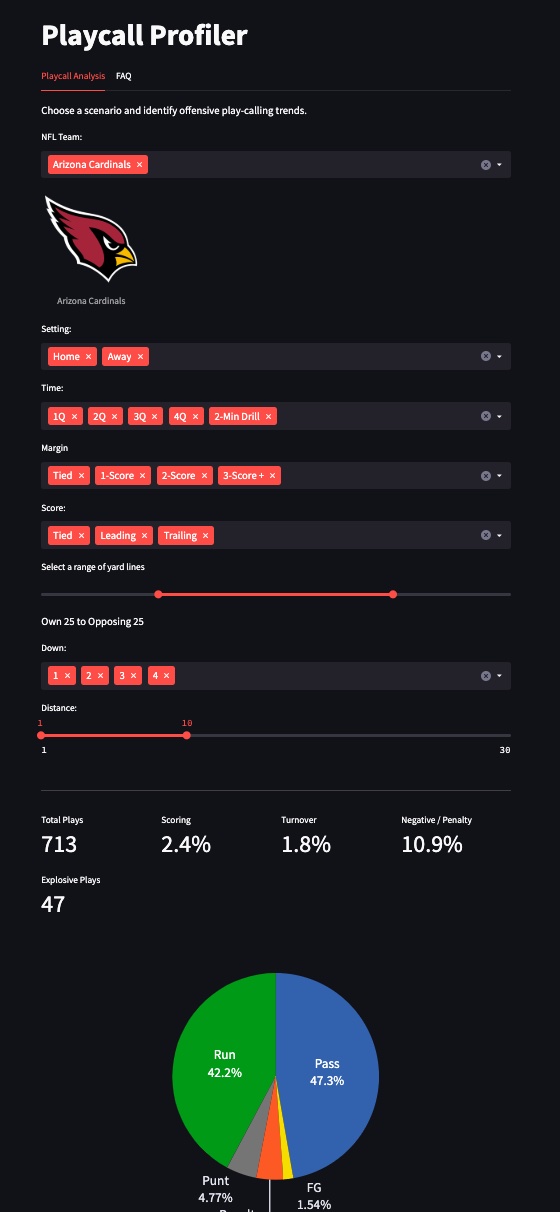 Playcall Profiler
Playcall Analysis FAQ
Choose a scenario and identify offensive play-calling trends.
NFL Team:
Arizona Cardinals ×
Arizona Cardinals
Setting:
Home × Away ×
Time:
1Q × 2Q × 3Q × 4Q × 2-Min Drill ×
Margin
Tied × 1-Score × 2-Score × 3-Score + ×
Score:
Tied × Leading × Trailing ×
Select a range of yard lines
Own 25 to Opposing 25
Down:
1 × 2 × 3 × 4 ×
Distance:
1 10
1 30
Total Plays Scoring Turnover Negative / Penalty
713 2.4% 1.8% 10.9%
Explosive Plays
47
Run
42.2%
Pass
47.3%
Punt
4.77%
FG
1.54%